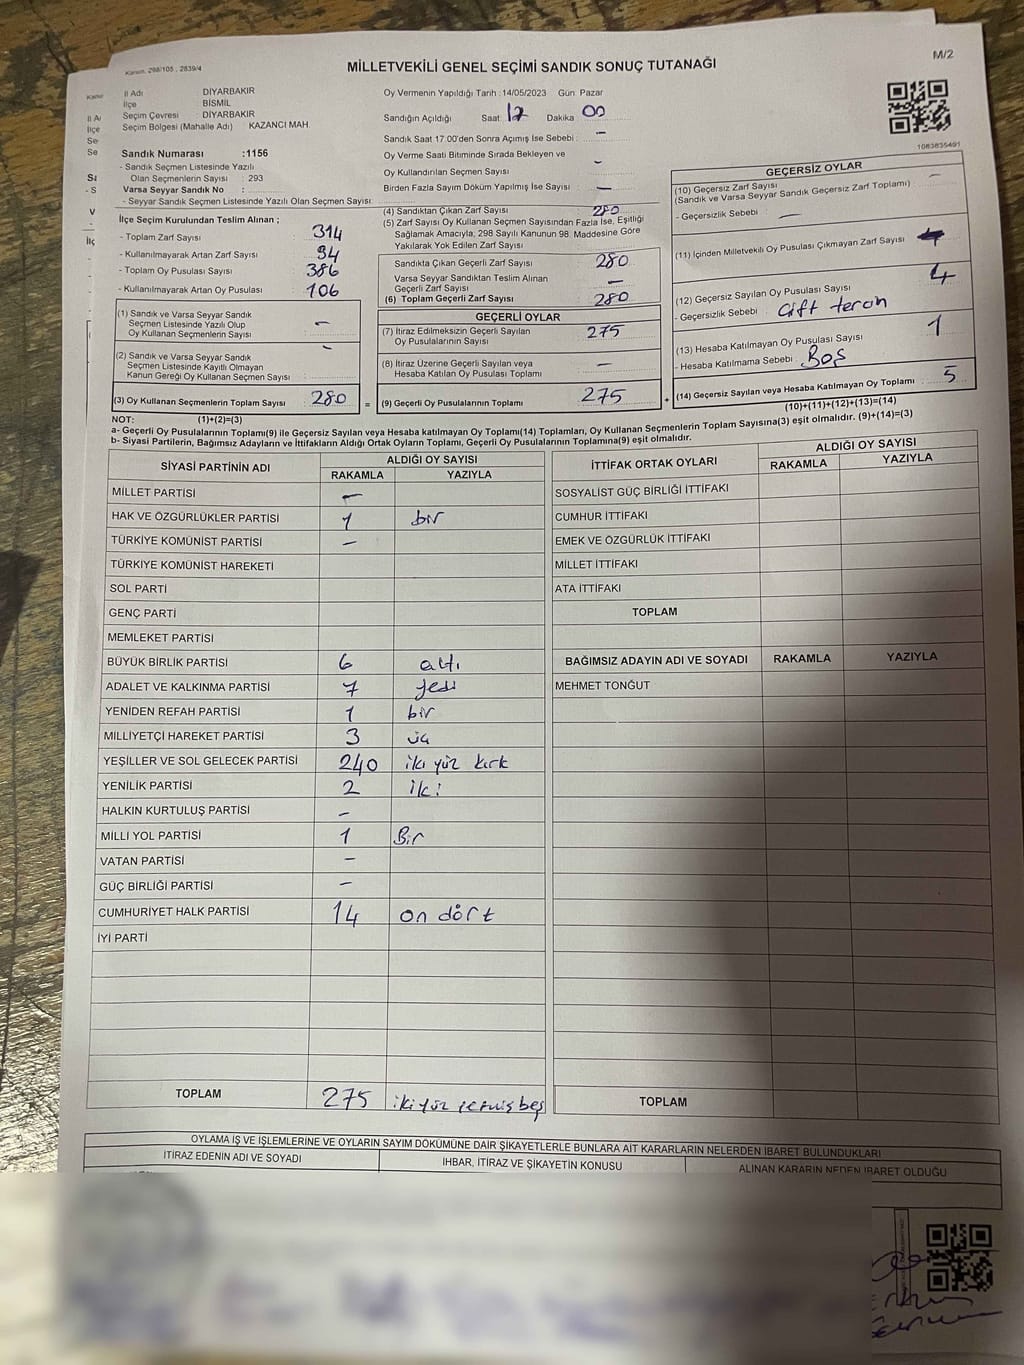 Kanun, 298/105, 2839/4
MİLLETVEKİLİ GENEL SEÇİMİ SANDIK SONUÇ TUTANAĞI
M/2
İl Adı DİYARBAKIR
İlçe BİSMİL
Seçim Çevresi DİYARBAKIR
Seçim Bölgesi (Mahalle Adı) KAZANCI MAH.
Sandık Numarası :1156
- Sandık Seçmen Listesinde Yazılı
Olan Seçmenlerin Sayısı : 293
Varsa Seyyar Sandık No :
- Seyyar Sandık Seçmen Listesinde Yazılı Olan Seçmen Sayısı:
İlçe Seçim Kurulundan Teslim Alınan ;
- Toplam Zarf Sayısı 314
- Kullanılmayarak Artan Zarf Sayısı 34
- Toplam Oy Pusulası Sayısı 386
- Kullanılmayarak Artan Oy Pusulası 106
(1) Sandık ve Varsa Seyyar Sandık
Seçmen Listesinde Yazılı Olup
Oy Kullanan Seçmenlerin Sayısı –
(2) Sandık ve Varsa Seyyar Sandık
Seçmen Listesinde Kayıtlı Olmayan
Kanun Gereği Oy Kullanan Seçmen Sayısı –
(3) Oy Kullanan Seçmenlerin Toplam Sayısı 280 =
Oy Vermenin Yapıldığı Tarih : 14/05/2023 Gün: Pazar
Sandığın Açıldığı Saat 17 Dakika 00
Sandık Saat 17:00'den Sonra Açımış İse Sebebi : –
Oy Verme Saati Bitiminde Sırada Bekleyen ve
Oy Kullandırılan Seçmen Sayısı –
Birden Fazla Sayım Döküm Yapılmış İse Sayısı –
(4) Sandıktan Çıkan Zarf Sayısı 280
(5) Zarf Sayısı Oy Kullanan Seçmen Sayısından Fazla İse, Eşitliği
Sağlamak Amacıyla, 298 Sayılı Kanunun 98. Maddesine Göre
Yakılarak Yok Edilen Zarf Sayısı
Sandıkta Çıkan Geçerli Zarf Sayısı 280
Varsa Seyyar Sandıktan Teslim Alınan
Geçerli Zarf Sayısı –
(6) Toplam Geçerli Zarf Sayısı 280
GEÇERLİ OYLAR
(7) İtiraz Edilmeksizin Geçerli Sayılan
Oy Pusulalarının Sayısı 275
(8) İtiraz Üzerine Geçerli Sayılan veya
Hesaba Katılan Oy Pusulası Toplamı –
(9) Geçerli Oy Pusulalarının Toplamı 275 +
1083835491
GEÇERSİZ OYLAR
(10) Geçersiz Zarf Sayısı –
(Sandık ve Varsa Seyyar Sandık Geçersiz Zarf Toplamı)
- Geçersizlik Sebebi : –
(11) İçinden Milletvekili Oy Pusulası Çıkmayan Zarf Sayısı
(12) Geçersiz Sayılan Oy Pusulası Sayısı 4
- Geçersizlik Sebebi : Çift tercih
(13) Hesaba Katılmayan Oy Pusulası Sayısı 1
- Hesaba Katılmama Sebebi : Boş
(14) Geçersiz Sayılan veya Hesaba Katılmayan Oy Toplamı 5
(10)+(11)+(12)+(13)=(14)
NOT: (1)+(2)=(3)
a- Geçerli Oy Pusulalarının Toplamı(9) ile Geçersiz Sayılan veya Hesaba katılmayan Oy Toplamı(14) Toplamları, Oy Kullanan Seçmenlerin Toplam Sayısına(3) eşit olmalıdır. (9)+(14)=(3)
b- Siyasi Partilerin, Bağımsız Adayların ve İttifakların Aldığı Ortak Oyların Toplamı, Geçerli Oy Pusulalarının Toplamına(9) eşit olmalıdır.
SİYASİ PARTİNİN ADI ALDIĞI OY SAYISI
RAKAMLA YAZIYLA
MİLLET PARTİSİ –
HAK VE ÖZGÜRLÜKLER PARTİSİ 1 bir
TÜRKİYE KOMÜNİST PARTİSİ –
TÜRKİYE KOMÜNİST HAREKETİ
SOL PARTİ
GENÇ PARTİ
MEMLEKET PARTİSİ
BÜYÜK BİRLİK PARTİSİ 6 altı
ADALET VE KALKINMA PARTİSİ 7 yedi
YENİDEN REFAH PARTİSİ 1 bir
MİLLİYETÇİ HAREKET PARTİSİ 3 üç
YEŞİLLER VE SOL GELECEK PARTİSİ 240 iki yüz kırk
YENİLİK PARTİSİ 2 iki
HALKIN KURTULUŞ PARTİSİ –
MİLLİ YOL PARTİSİ 1 Bir
VATAN PARTİSİ –
GÜÇ BİRLİĞİ PARTİSİ –
CUMHURİYET HALK PARTİSİ 14 on dört
İYİ PARTİ
TOPLAM 275 iki yüz yetmiş beş
İTTİFAK ORTAK OYLARI ALDIĞI OY SAYISI
RAKAMLA YAZIYLA
SOSYALİST GÜÇ BİRLİĞİ İTTİFAKI
CUMHUR İTTİFAKI
EMEK VE ÖZGÜRLÜK İTTİFAKI
MİLLET İTTİFAKI
ATA İTTİFAKI
TOPLAM
BAĞIMSIZ ADAYIN ADI VE SOYADI RAKAMLA YAZIYLA
MEHMET TONĞUT
TOPLAM
OYLAMA İŞ VE İŞLEMLERİNE VE OYLARIN SAYIM DÖKÜMÜNE DAİR ŞİKAYETLERLE BUNLARA AİT KARARLARIN NELERDEN İBARET BULUNDUKLARI
İTİRAZ EDENİN ADI VE SOYADI İHBAR, İTİRAZ VE ŞİKAYETİN KONUSU ALINAN KARARIN NEDEN İBARET OLDUĞU